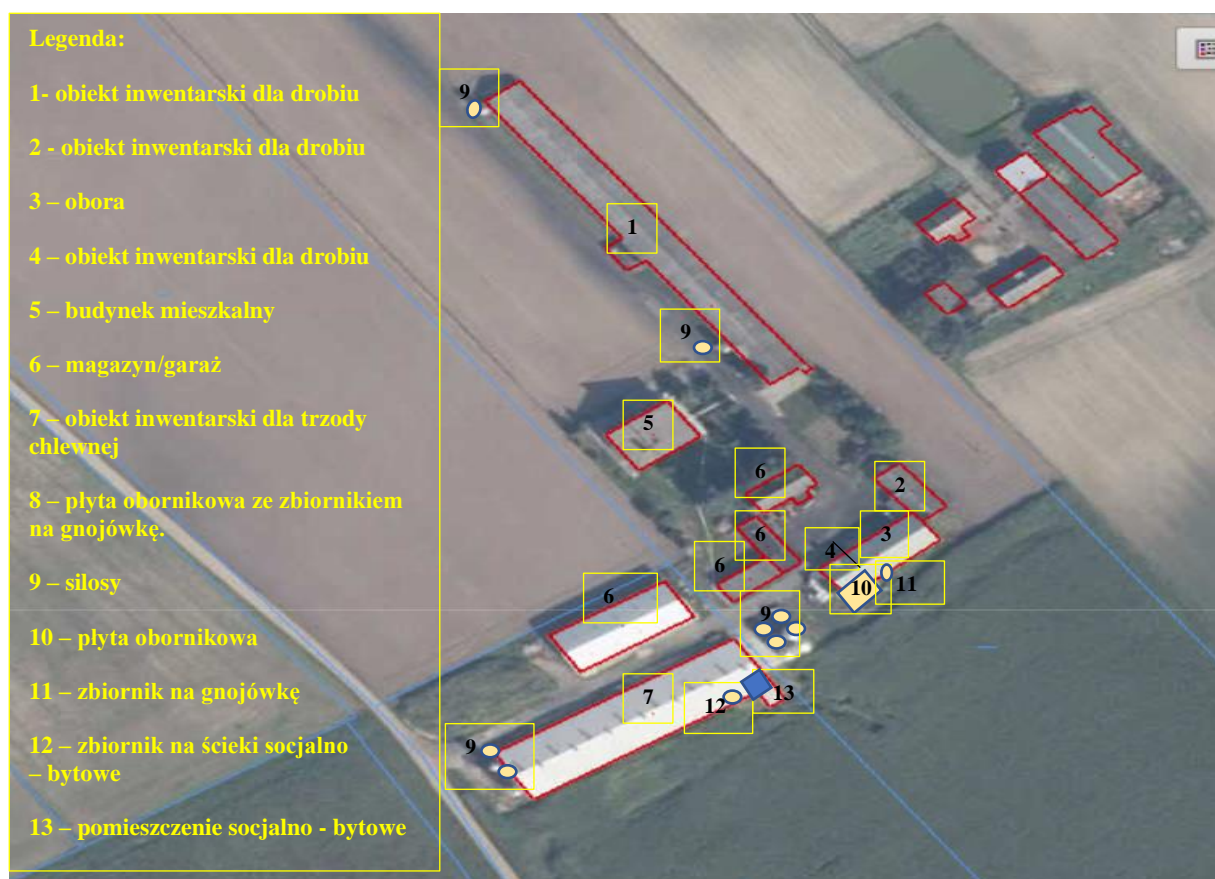 Legenda:
1- obiekt inwentarski dla drobiu
2 - obiekt inwentarski dla drobiu
3 – obora
4 – obiekt inwentarski dla drobiu
5 – budynek mieszkalny
6 – magazyn/garaż
7 – obiekt inwentarski dla trzody
chlewnej
8 – płyta obornikowa ze zbiornikiem
na gnojówkę.
9 – silosy
10 – płyta obornikowa
11 – zbiornik na gnojówkę
12 – zbiornik na ścieki socjalno
– bytowe
13 – pomieszczenie socjalno - bytowe
9
1
9
5
6
2
6
3
4
6
10
11
6
9
7
12
13
9